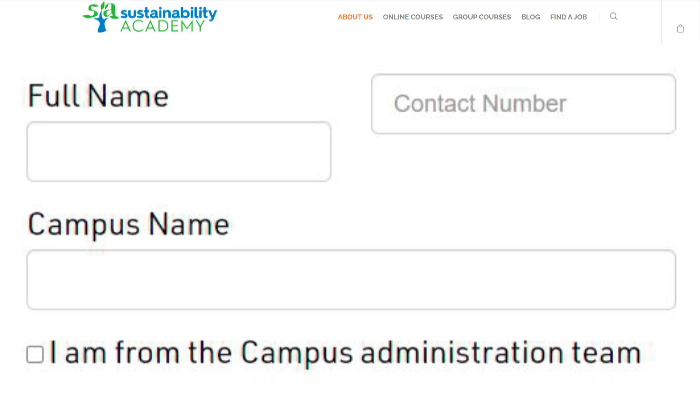 sa sustainability
ACADEMY
ABOUT US ONLINE COURSES GROUP COURSES BLOG FIND A JOB
Full Name
Contact Number
Campus Name
I am from the Campus administration team